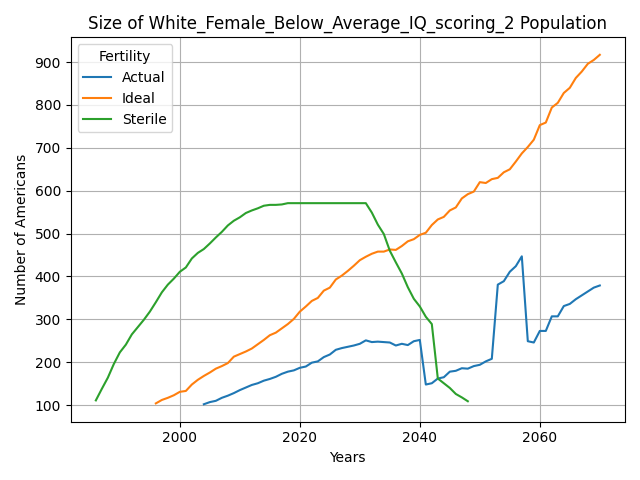 Size of White_Female_Below_Average_IQ_scoring_2 Population
Fertility
Actual
Ideal
Sterile
Number of Americans
900
800
700
600
500
400
300
200
100
2000
2020
2040
2060
Years